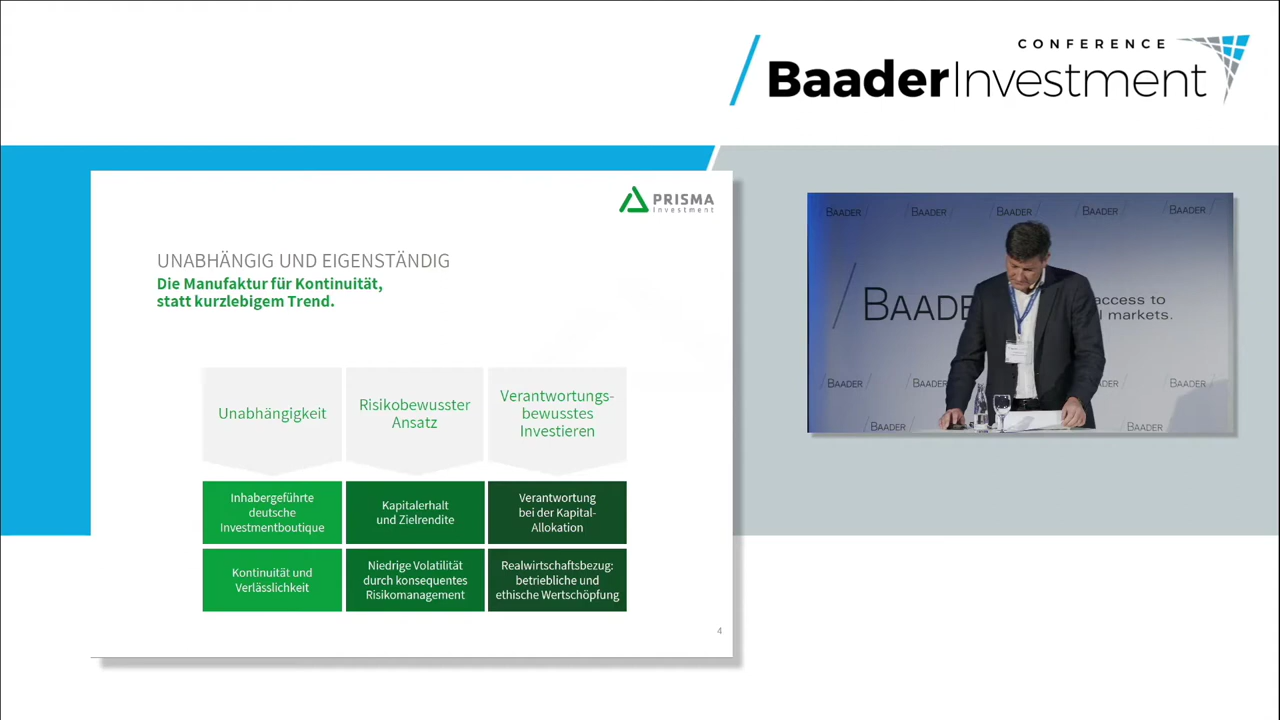 CONFERENCE
BaaderInvestment
PRISMA
Investment
UNABHÄNGIG UND EIGENSTÄNDIG
Die Manufaktur für Kontinuität,
statt kurzlebigem Trend.
Unabhängigkeit
Risikobewusster
Ansatz
Verantwortungs-
bewusstes
Investieren
Inhabergeführte
deutsche
Investmentboutique
Kapitalerhalt
und Zielrendite
Verantwortung
bei der Kapital-
Allokation
Kontinuität und
Verlässlichkeit
Niedrige Volatilität
durch konsequentes
Risikomanagement
Realwirtschaftsbezug:
betriebliche und
ethische Wertschöpfung
4
BAADER
BAADER
BAADER
BAADER
BAADER
BAADE
access to
markets.
BAADER
BAADER
BAADER
BAADER
BAADER